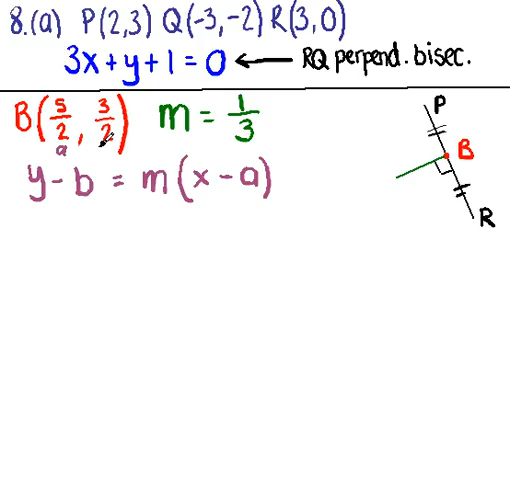 8.(a) P(2,3) Q(-3,-2) R(3,0)
3x+y+1=0 ← RQ perpend. bisec.
B(5/2, 3/2) m = 1/3
a
y-b = m(x-a)
P
B
R